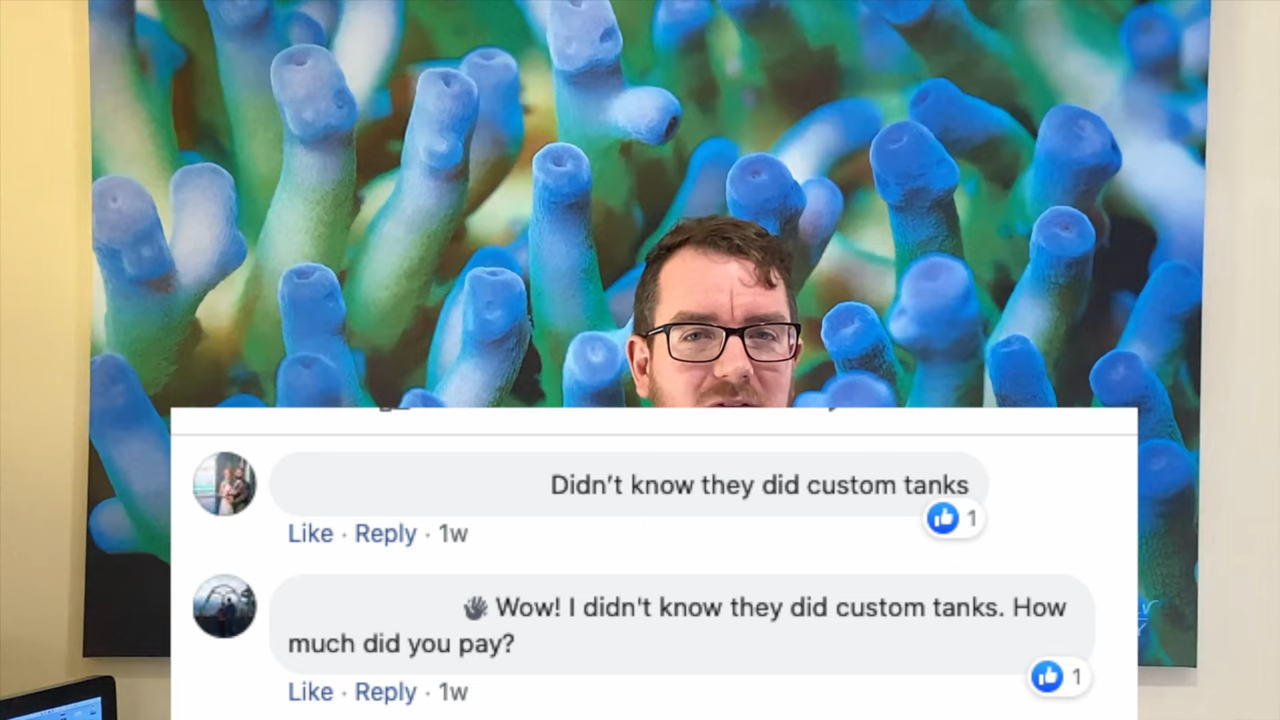 Didn’t know they did custom tanks
1
Like · Reply · 1w
👋 Wow! I didn't know they did custom tanks. How
much did you pay?
1
Like · Reply · 1w